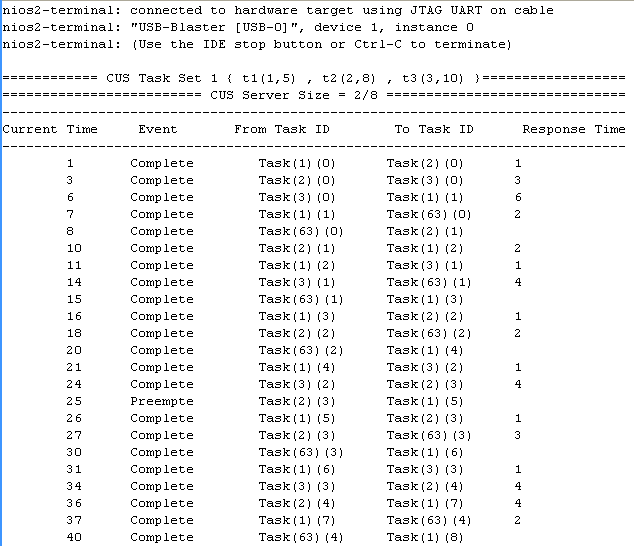 nios2-terminal: connected to hardware target using JTAG UART on cable
nios2-terminal: "USB-Blaster [USB-0]", device 1, instance 0
nios2-terminal: (Use the IDE stop button or Ctrl-C to terminate)
============ CUS Task Set 1 { t1(1,5) , t2(2,8) , t3(3,10) }==================
========================= CUS Server Size = 2/8 ==============================
------------------------------------------------------------------------------
Current Time Event From Task ID To Task ID Response Time
------------------------------------------------------------------------------
1 Complete Task(1)(0) Task(2)(0) 1
3 Complete Task(2)(0) Task(3)(0) 3
6 Complete Task(3)(0) Task(1)(1) 6
7 Complete Task(1)(1) Task(63)(0) 2
8 Complete Task(63)(0) Task(2)(1)
10 Complete Task(2)(1) Task(1)(2) 2
11 Complete Task(1)(2) Task(3)(1) 1
14 Complete Task(3)(1) Task(63)(1) 4
15 Complete Task(63)(1) Task(1)(3)
16 Complete Task(1)(3) Task(2)(2) 1
18 Complete Task(2)(2) Task(63)(2) 2
20 Complete Task(63)(2) Task(1)(4)
21 Complete Task(1)(4) Task(3)(2) 1
24 Complete Task(3)(2) Task(2)(3) 4
25 Preempte Task(2)(3) Task(1)(5)
26 Complete Task(1)(5) Task(2)(3) 1
27 Complete Task(2)(3) Task(63)(3) 3
30 Complete Task(63)(3) Task(1)(6)
31 Complete Task(1)(6) Task(3)(3) 1
34 Complete Task(3)(3) Task(2)(4) 4
36 Complete Task(2)(4) Task(1)(7) 4
37 Complete Task(1)(7) Task(63)(4) 2
40 Complete Task(63)(4) Task(1)(8)